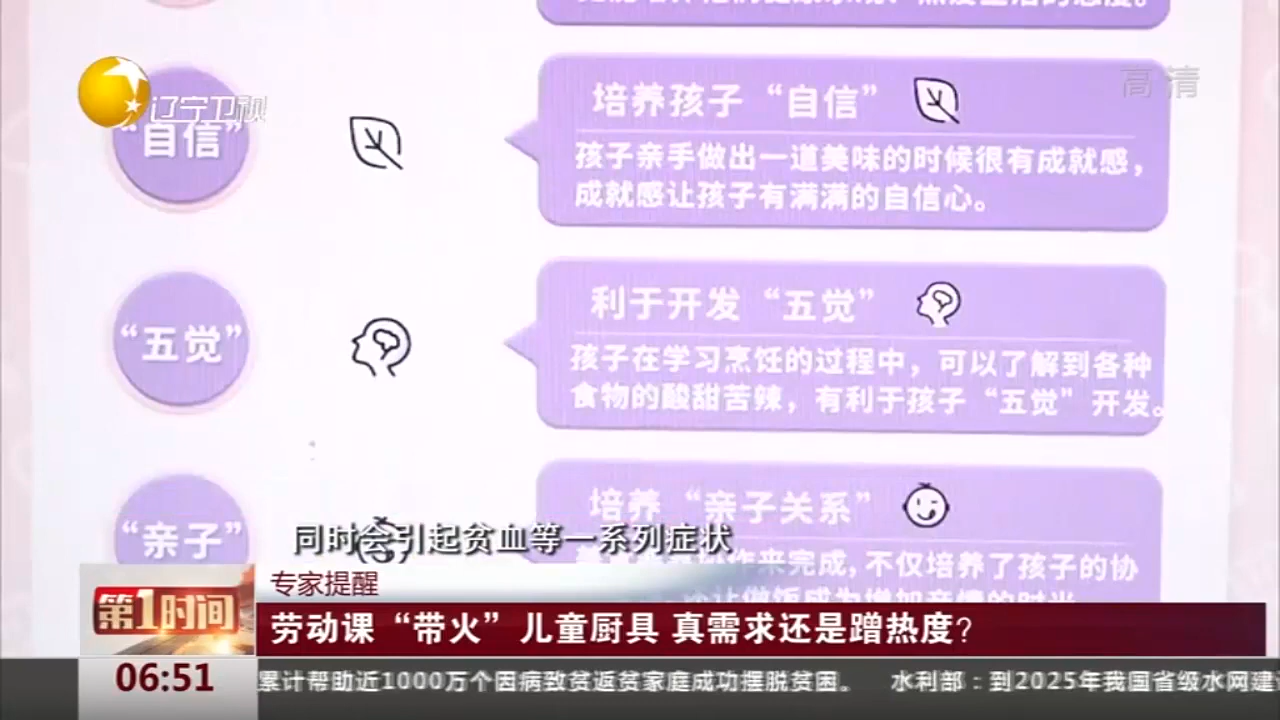 辽宁卫视
高清
“自信”
培养孩子“自信”
孩子亲手做出一道美味的时候很有成就感，
成就感让孩子有满满的自信心。
“五觉”
利于开发“五觉”
孩子在学习烹饪的过程中，可以了解到各种
食物的酸甜苦辣，有利于孩子“五觉”开发。
“亲子”
培养“亲子关系”
来完成，不仅培养了孩子的协
同时会引起贫血等一系列症状
专家提醒
第1时间
劳动课“带火”儿童厨具 真需求还是蹭热度？
06:51
累计帮助近1000万个因病致贫返贫家庭成功摆脱贫困。 水利部：到2025年我国省级水网建